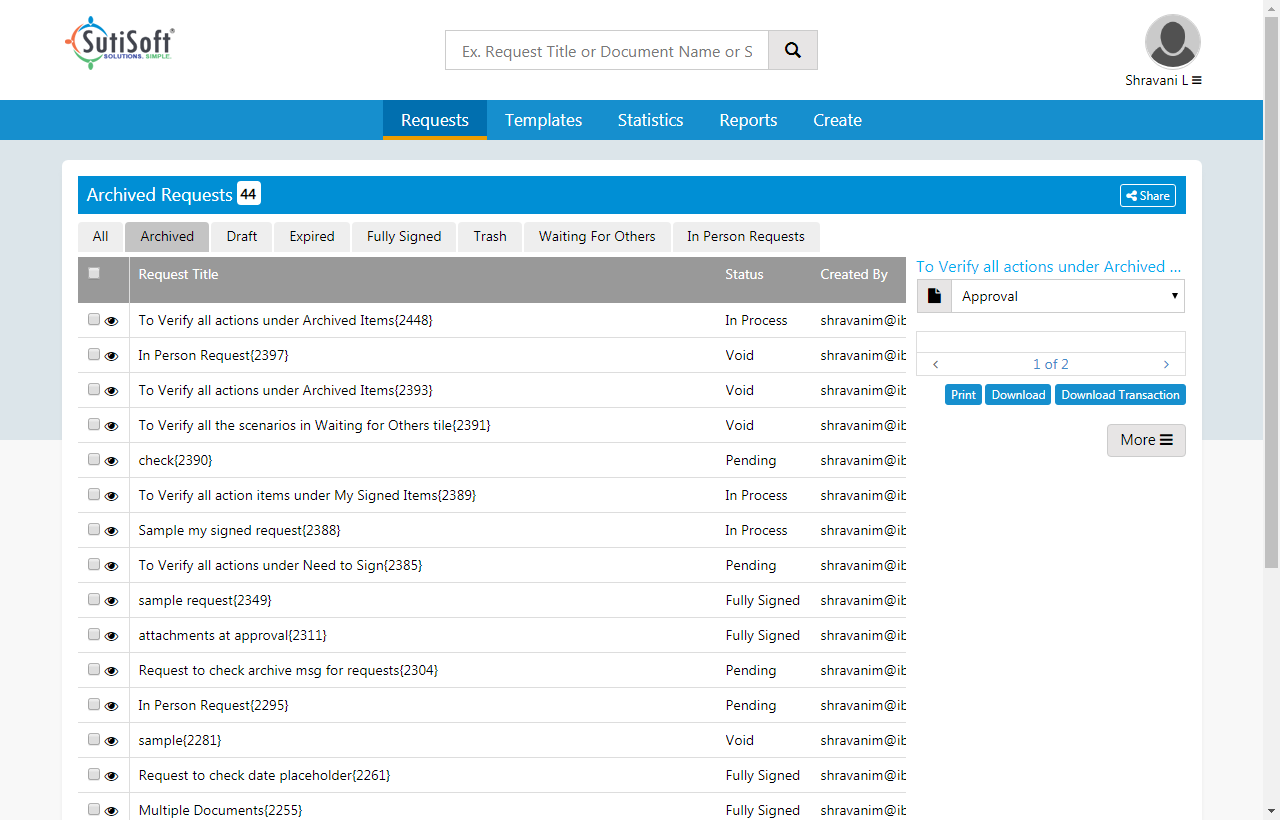 SutiSoft®
SOLUTIONS. SIMPLE.
Ex. Request Title or Document Name or S
Shravani L
Requests Templates Statistics Reports Create
Archived Requests 44
Share
All Archived Draft Expired Fully Signed Trash Waiting For Others In Person Requests
Request Title Status Created By
To Verify all actions under Archived Items{2448} In Process shravanim@ib
In Person Request{2397} Void shravanim@ib
To Verify all actions under Archived Items{2393} Void shravanim@ib
To Verify all the scenarios in Waiting for Others tile{2391} Void shravanim@ib
check{2390} Pending shravanim@ib
To Verify all action items under My Signed Items{2389} In Process shravanim@ib
Sample my signed request{2388} In Process shravanim@ib
To Verify all actions under Need to Sign{2385} Pending shravanim@ib
sample request{2349} Fully Signed shravanim@ib
attachments at approval{2311} Fully Signed shravanim@ib
Request to check archive msg for requests{2304} Pending shravanim@ib
In Person Request{2295} Pending shravanim@ib
sample{2281} Void shravanim@ib
Request to check date placeholder{2261} Fully Signed shravanim@ib
Multiple Documents{2255} Fully Signed shravanim@ib
To Verify all actions under Archived ...
Approval
‹ 1 of 2 ›
Print Download Download Transaction
More